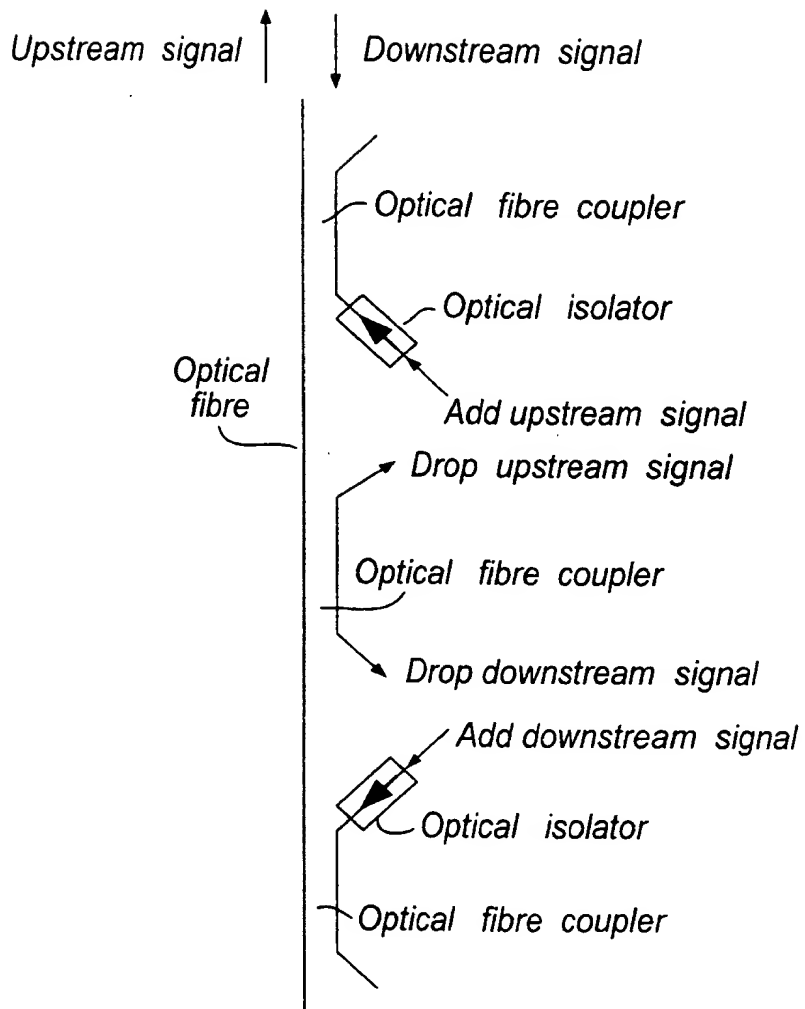 Upstream signal
Downstream signal
Optical fibre coupler
Optical isolator
Optical
fibre
Add upstream signal
Drop upstream signal
Optical fibre coupler
Drop downstream signal
Add downstream signal
Optical isolator
Optical fibre coupler